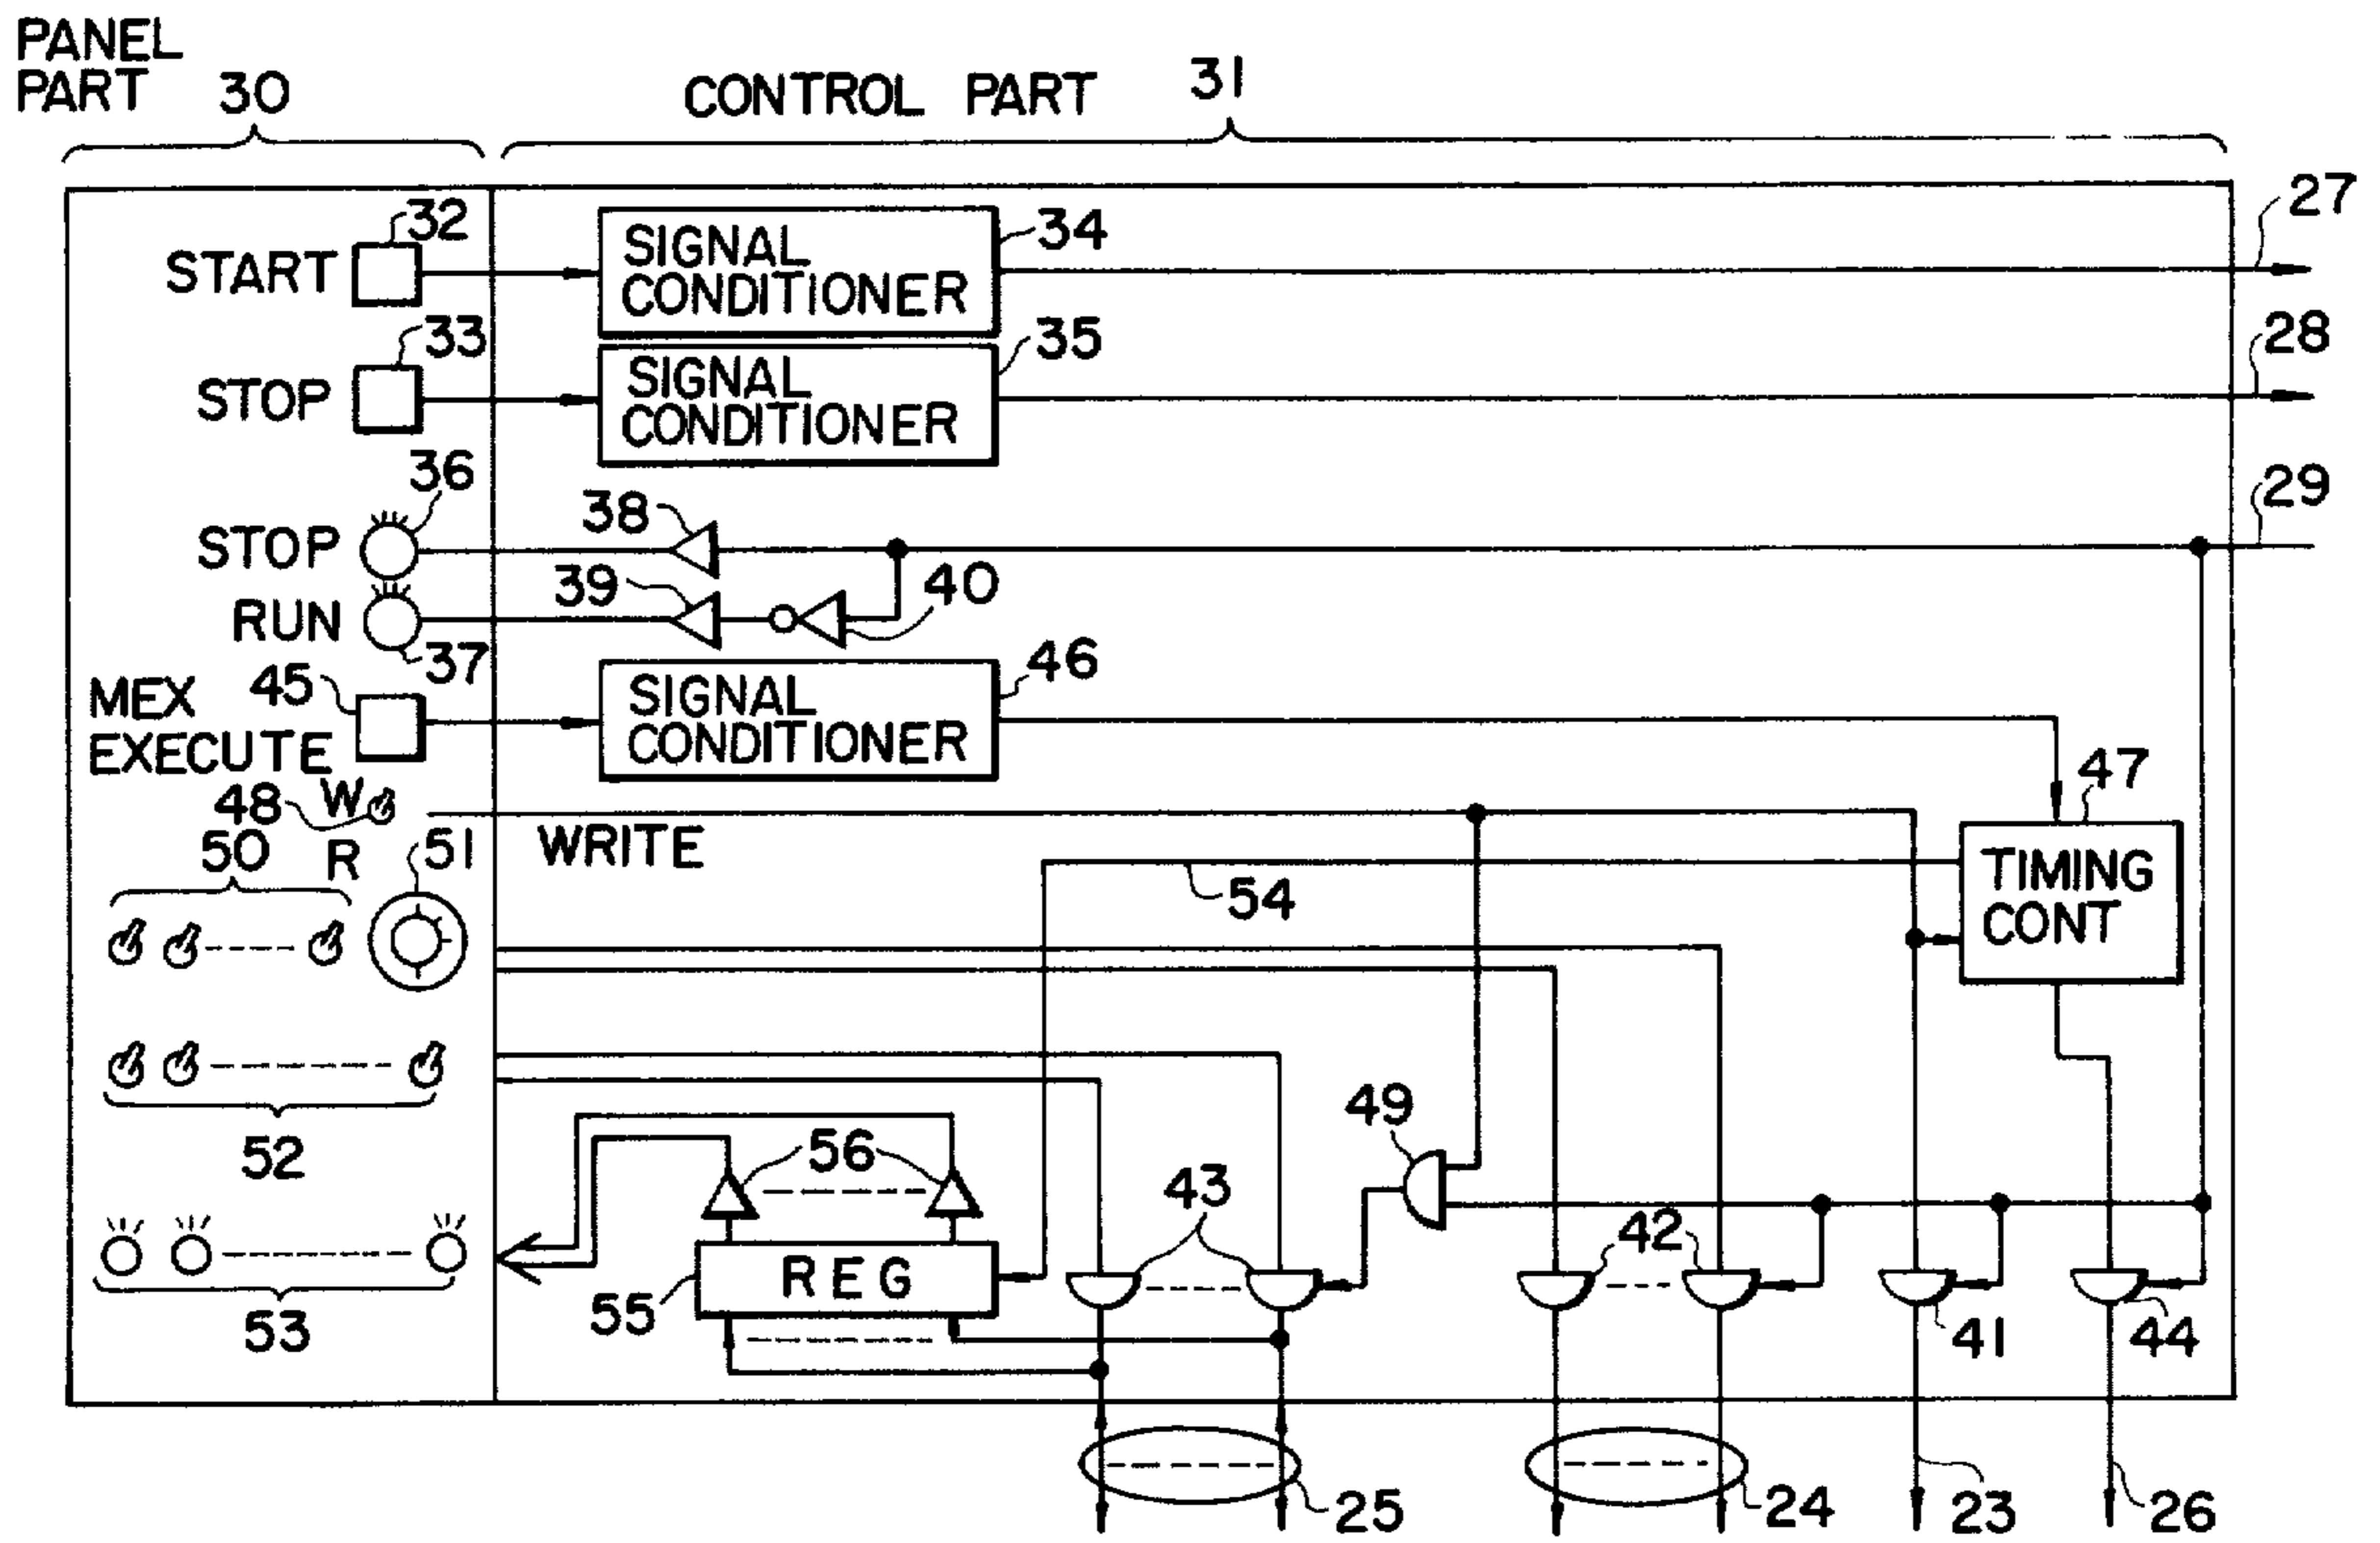 PANEL
PART 30
CONTROL PART 31
27
START 32
SIGNAL
CONDITIONER
34
28
STOP 33
SIGNAL
CONDITIONER
35
29
STOP 36
38
RUN 37
39
40
MEX
EXECUTE
45
SIGNAL
CONDITIONER
46
47
48 W
R
WRITE
TIMING
CONT
54
50
51
52
49
56
43
42
53
55
REG
41
44
25
24
23
26